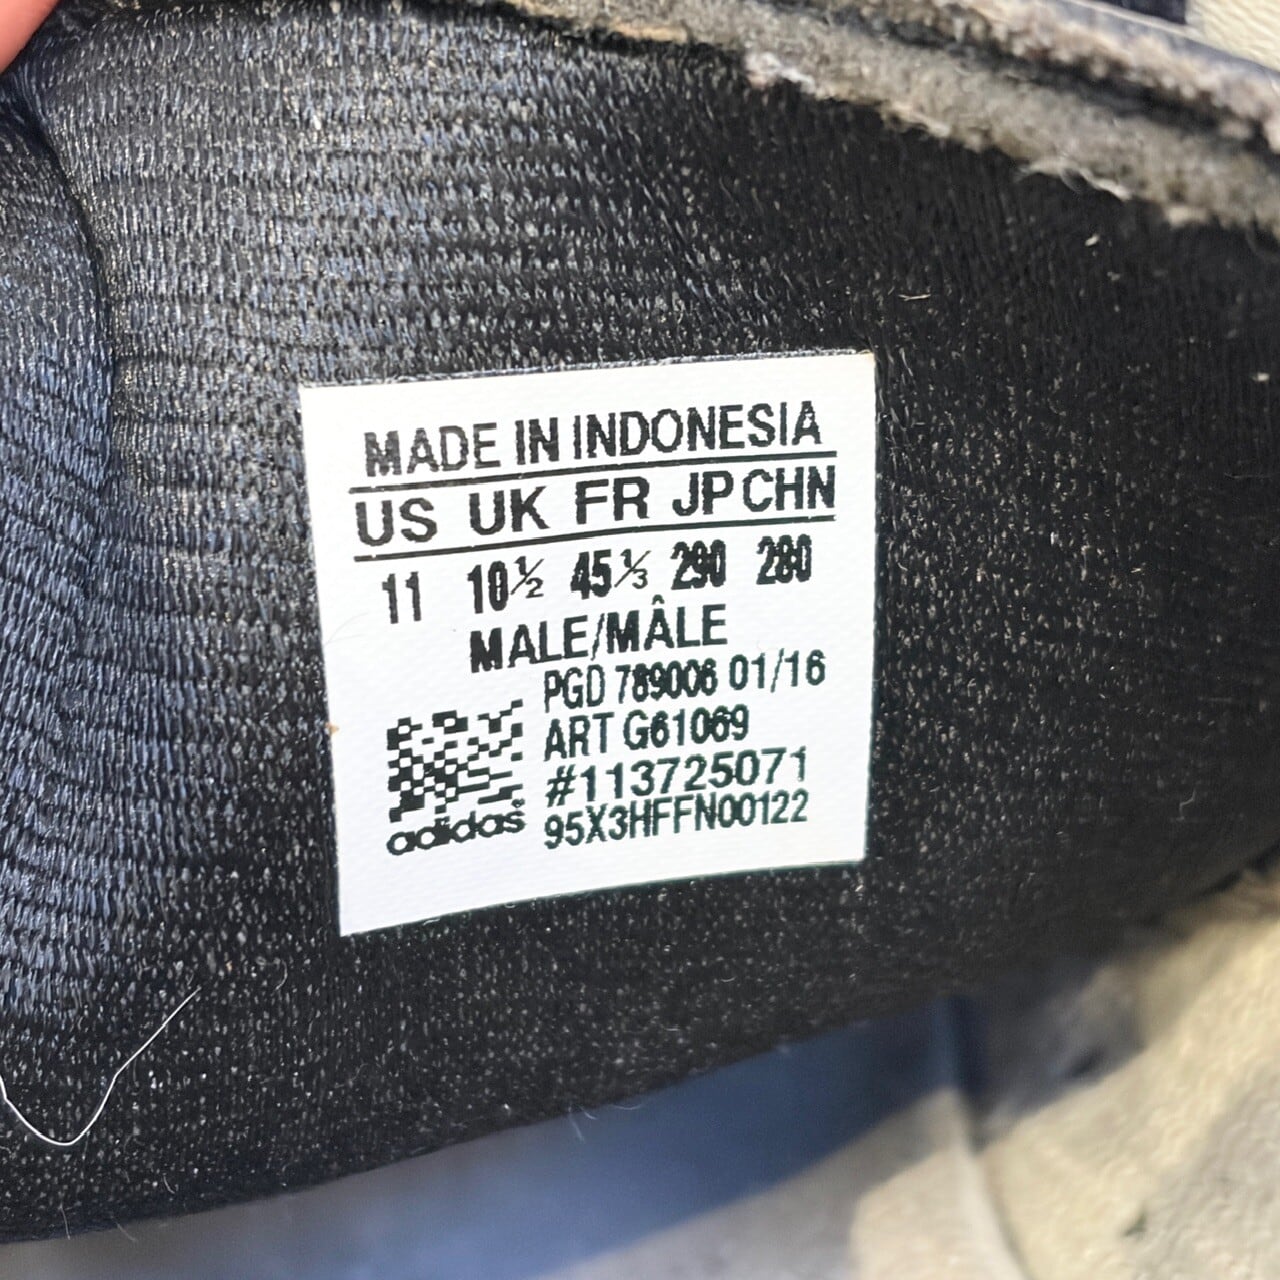 MADE IN INDONESIA
US UK FR JP CHN
11 10½ 45⅓ 290 280
MALE/MÂLE
PGD 789006 01/16
ART G61069
#113725071
95X3HFFN00122
adidas